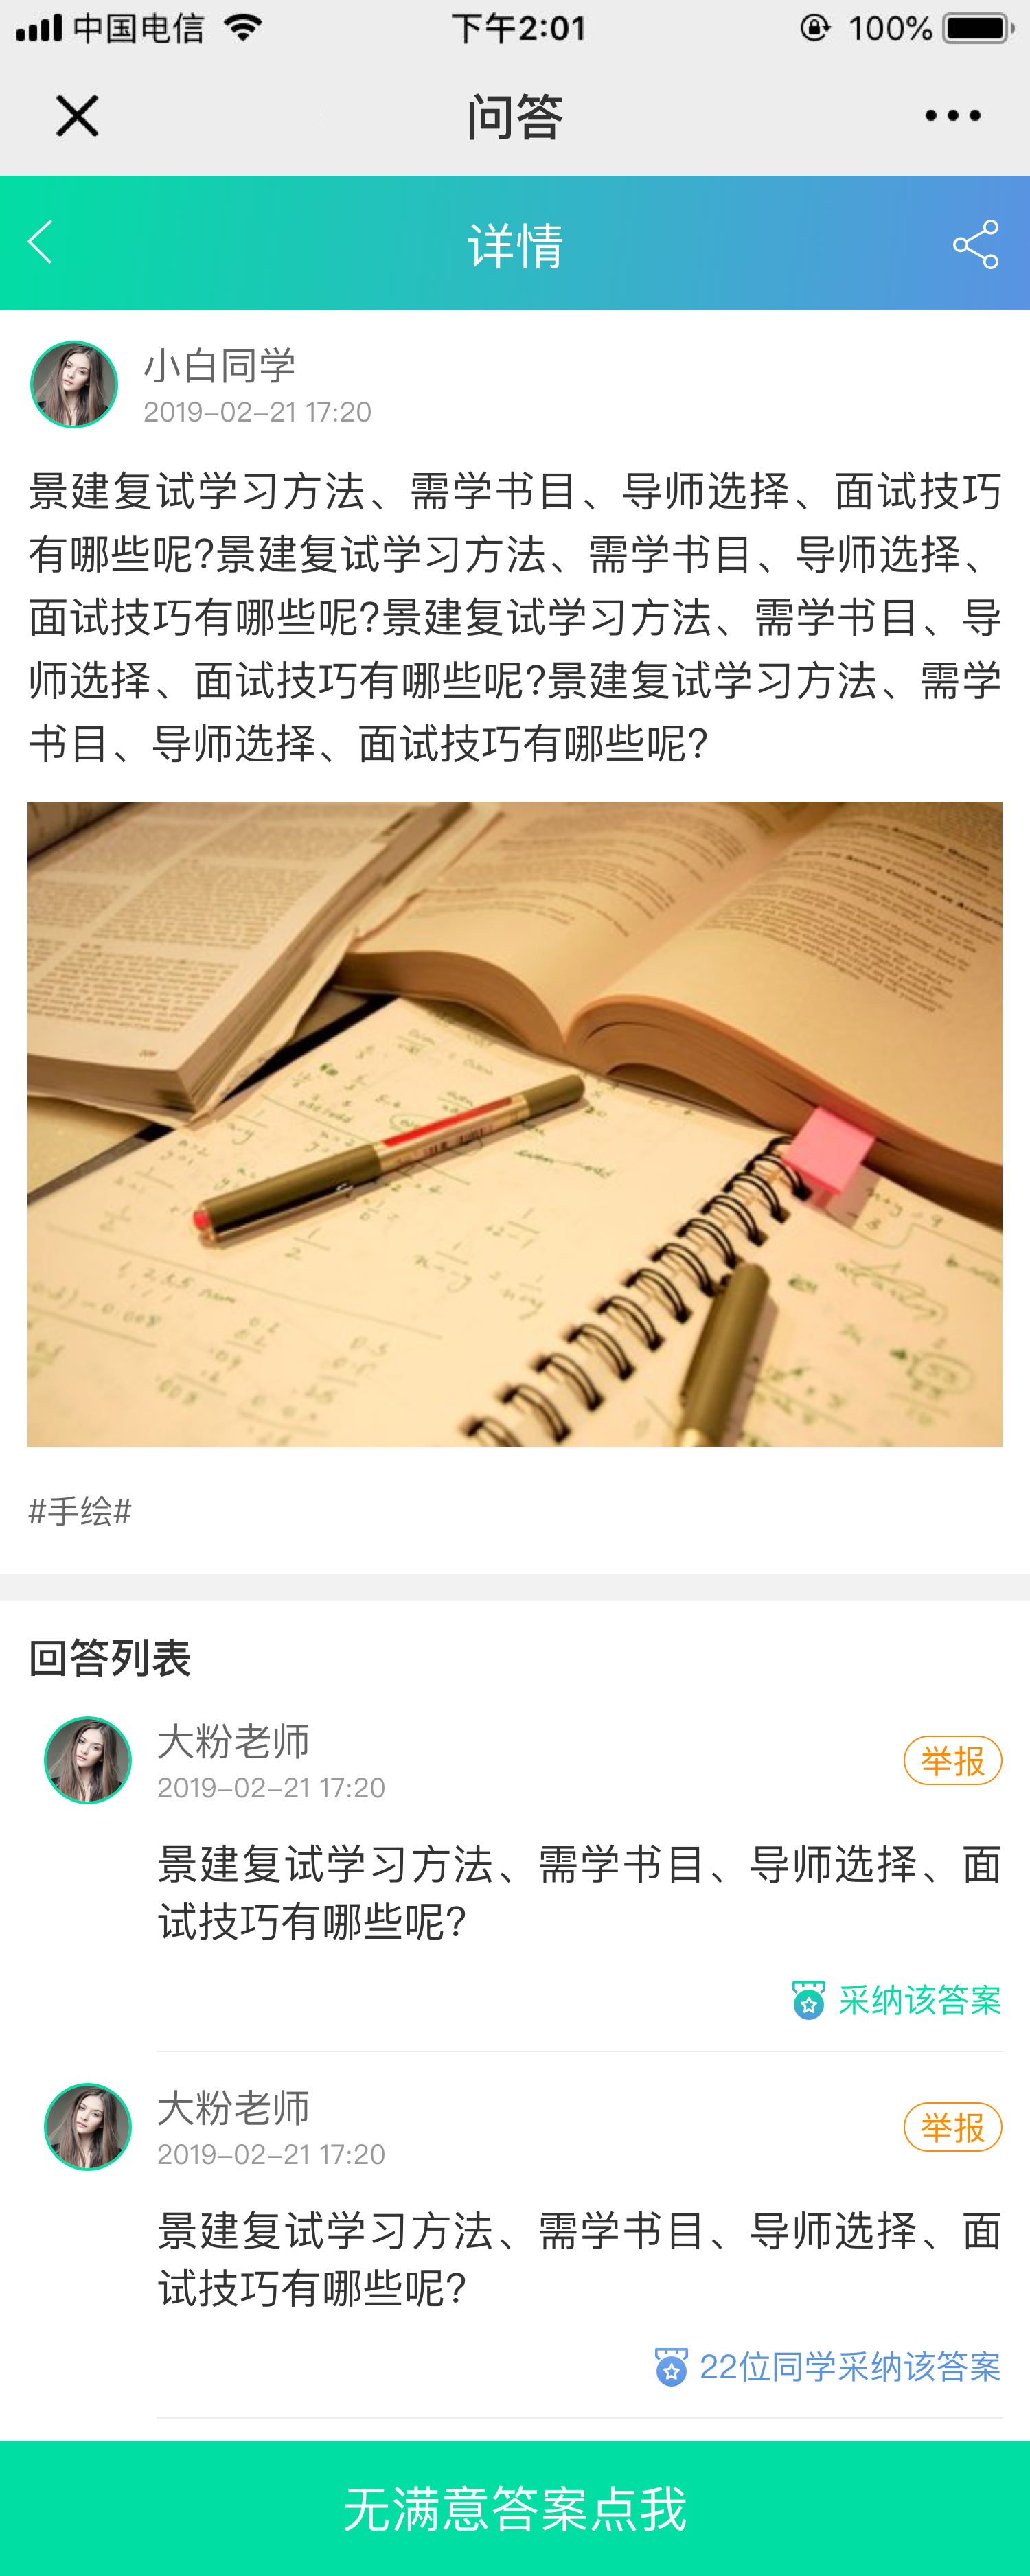 中国电信 下午2:01 100%
问答
详情
小白同学
2019-02-21 17:20
景建复试学习方法、需学书目、导师选择、面试技巧
有哪些呢?景建复试学习方法、需学书目、导师选择、
面试技巧有哪些呢?景建复试学习方法、需学书目、导
师选择、面试技巧有哪些呢?景建复试学习方法、需学
书目、导师选择、面试技巧有哪些呢?
#手绘#
回答列表
大粉老师
举报
2019-02-21 17:20
景建复试学习方法、需学书目、导师选择、面
试技巧有哪些呢?
采纳该答案
大粉老师
举报
2019-02-21 17:20
景建复试学习方法、需学书目、导师选择、面
试技巧有哪些呢?
22位同学采纳该答案
无满意答案点我